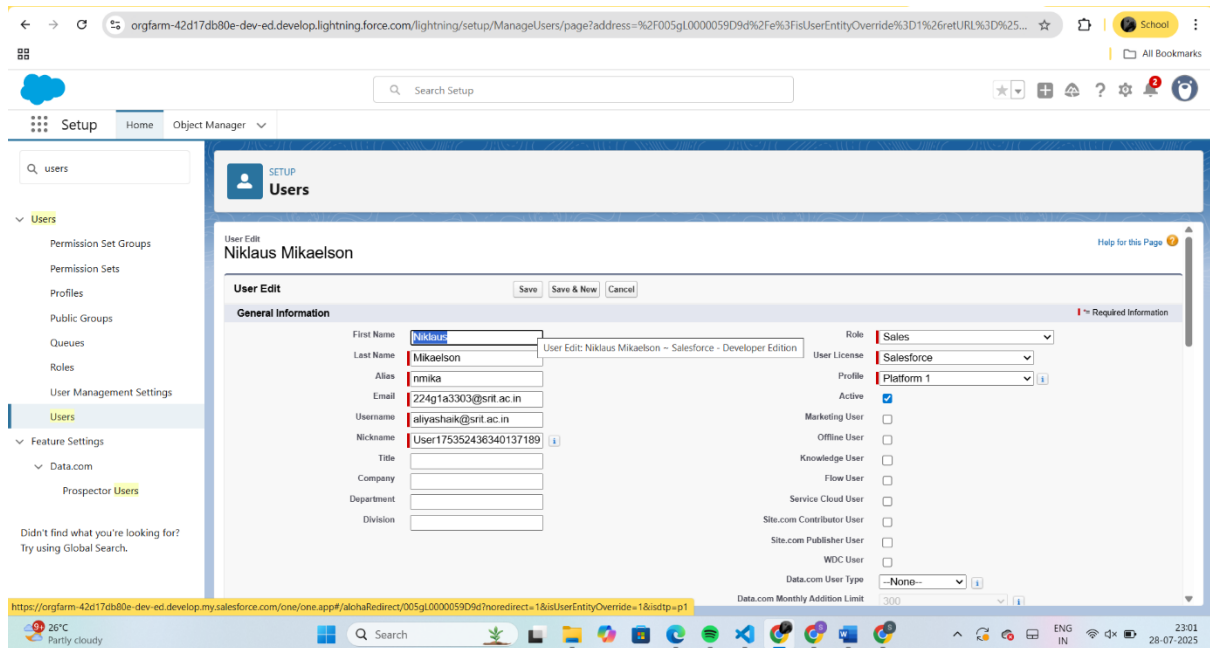 orgfarm-42d17db80e-dev-ed.develop.lightning.force.com/lightning/setup/ManageUsers/page?address=%2F005gL0000059D9d%2Fe%3FisUserEntityOverride%3D1%26retURL%3D%25...
School
All Bookmarks
Search Setup
2
Setup
Home
Object Manager
users
SETUP
Users
Users
Permission Set Groups
Permission Sets
Profiles
Public Groups
Queues
Roles
User Management Settings
Users
Feature Settings
Data.com
Prospector Users
Didn't find what you're looking for?
Try using Global Search.
User Edit
Niklaus Mikaelson
Help for this Page
User Edit
Save Save & New Cancel
General Information
= Required Information
First Name Niklaus
Last Name Mikaelson
Alias nmika
Email 224g1a3303@srit.ac.in
Username aliyashaik@srit.ac.in
Nickname User175352436340137189 i
Title
Company
Department
Division
User Edit: Niklaus Mikaelson ~ Salesforce - Developer Edition
Role Sales
User License Salesforce
Profile Platform 1 i
Active
Marketing User
Offline User
Knowledge User
Flow User
Service Cloud User
Site.com Contributor User
Site.com Publisher User
WDC User
Data.com User Type --None-- i
Data.com Monthly Addition Limit 300 i
https://orgfarm-42d17db80e-dev-ed.develop.my.salesforce.com/one/one.app#/alohaRedirect/005gL0000059D9d?noredirect=1&isUserEntityOverride=1&isdtp=p1
9+
26°C
Partly cloudy
Search
ENG
IN
23:01
28-07-2025